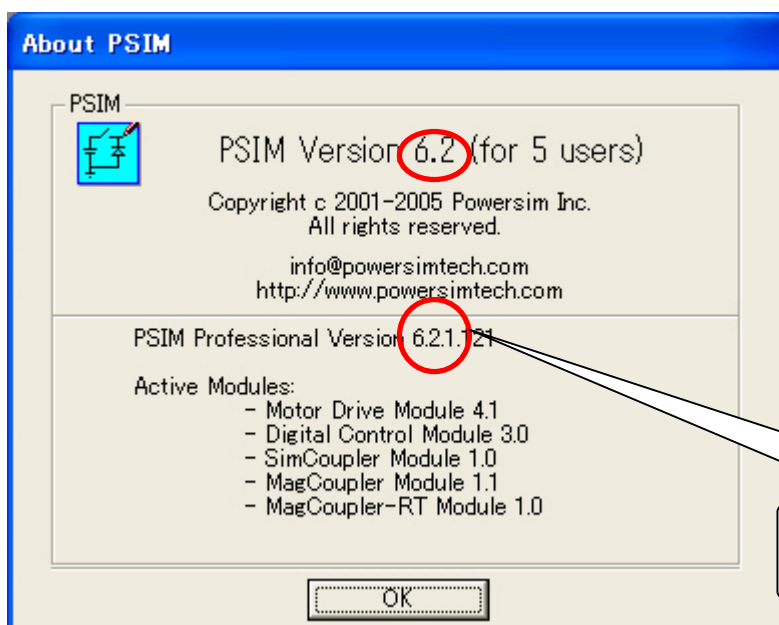 About PSIM
PSIM
PSIM Version 6.2 (for 5 users)
Copyright c 2001-2005 Powersim Inc.
All rights reserved.
info@powersimtech.com
http://www.powersimtech.com
PSIM Professional Version 6.2.1.121
Active Modules:
- Motor Drive Module 4.1
- Digital Control Module 3.0
- SimCoupler Module 1.0
- MagCoupler Module 1.1
- MagCoupler-RT Module 1.0
OK